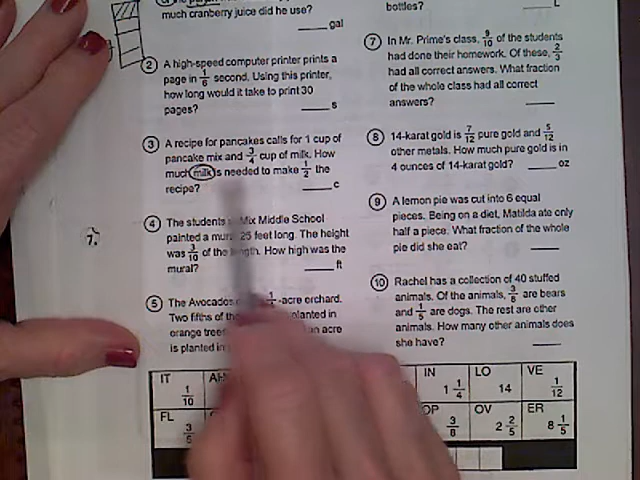 much cranberry juice did he use?
gal
2 A high-speed computer printer prints a
page in 1/6 second. Using this printer,
how long would it take to print 30
pages?
s
3 A recipe for pancakes calls for 1 cup of
pancake mix and 3/4 cup of milk. How
much milk is needed to make 1/2 the
recipe?
c
7.
4 The students Mix Middle School
painted a 25 feet long. The height
was 3/10 of the length. How high was the
mural?
ft
5 The Avocados -acre orchard.
Two fifths of planted in
orange an acre
is planted in
bottles?
L
7 In Mr. Prime's class, 9/10 of the students
had done their homework. Of these, 2/3
had all correct answers. What fraction
of the whole class had all correct
answers?
8 14-karat gold is 7/12 pure gold and 5/12
other metals. How much pure gold is in
4 ounces of 14-karat gold?
oz
9 A lemon pie was cut into 6 equal
pieces. Being on a diet, Matilda ate only
half a piece. What fraction of the whole
pie did she eat?
10 Rachel has a collection of 40 stuffed
animals. Of the animals, 3/8 are bears
and 1/5 are dogs. The rest are other
animals. How many other animals does
she have?
IT 1/10
IN 1 1/4
LO 14
VE 1/12
FL
OP 3/8
OV 2 2/5
ER 8 1/5